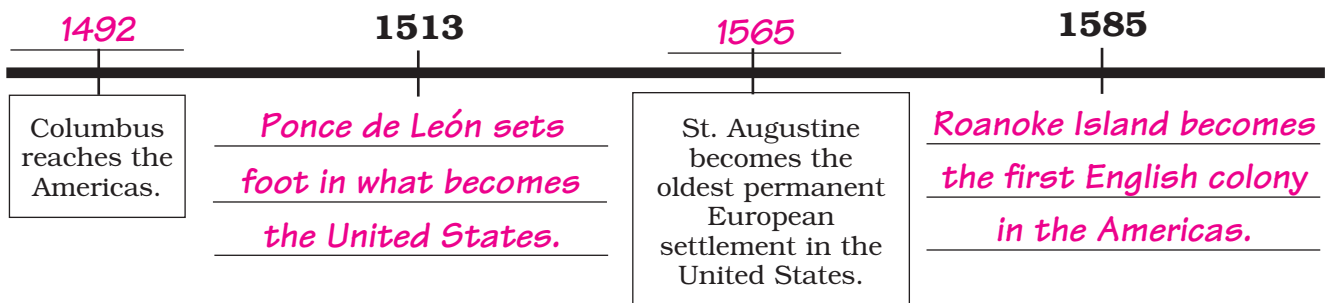 1492
1513
1565
1585
Columbus
reaches the
Americas.
Ponce de León sets
foot in what becomes
the United States.
St. Augustine
becomes the
oldest permanent
European
settlement in the
United States.
Roanoke Island becomes
the first English colony
in the Americas.